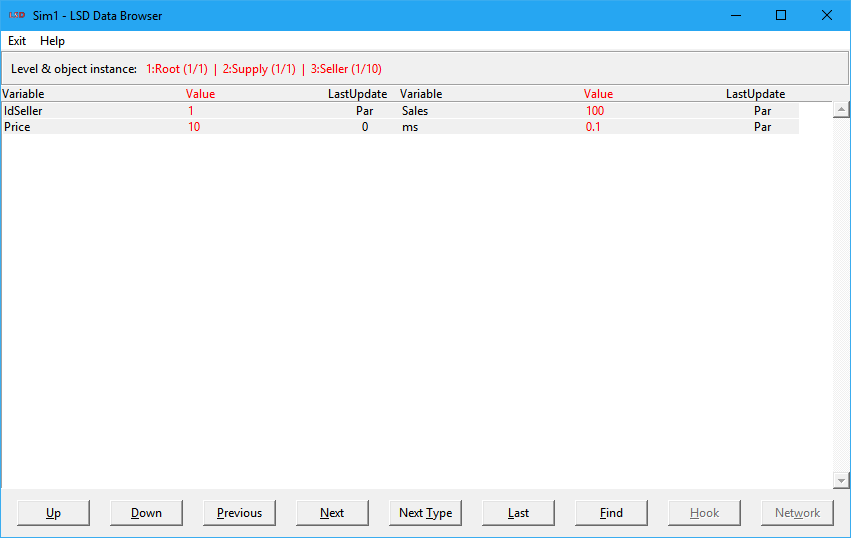 LSD Sim1 - LSD Data Browser
Exit Help
Level & object instance: 1:Root (1/1) | 2:Supply (1/1) | 3:Seller (1/10)
Variable Value LastUpdate Variable Value LastUpdate
IdSeller 1 Par Sales 100 Par
Price 10 0 ms 0.1 Par
Up Down Previous Next Next Type Last Find Hook Network